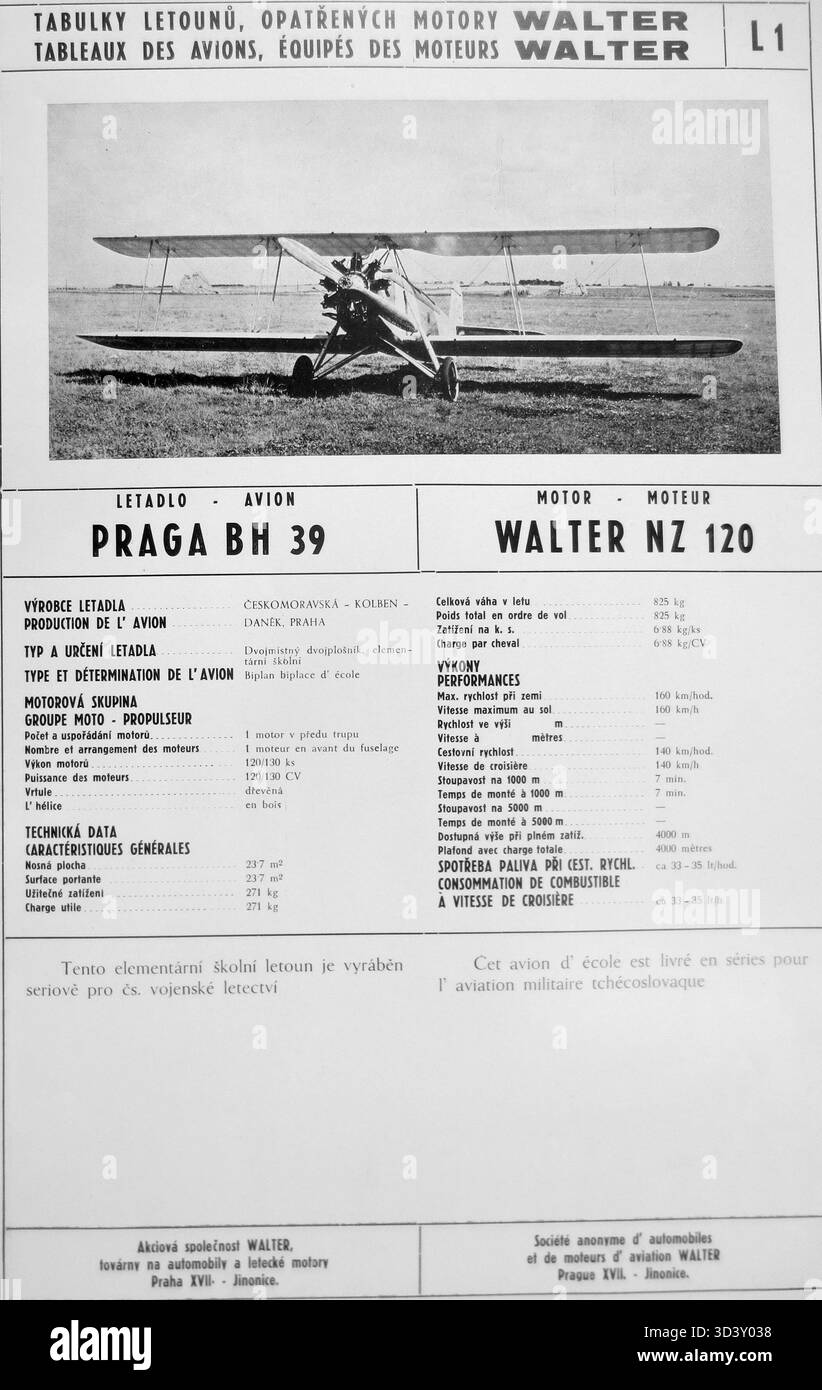 TABULKY LETOUNŮ, OPATŘENÝCH MOTORY WALTER
TABLEAUX DES AVIONS, ÉQUIPÉS DES MOTEURS WALTER
L 1
LETADLO - AVION
PRAGA BH 39
MOTOR - MOTEUR
WALTER NZ 120
VÝROBCE LETADLA ČESKOMORAVSKÁ – KOLBEN –
PRODUCTION DE L' AVION DANĚK, PRAHA
TYP A URČENÍ LETADLA Dvojmístný dvojplošník, elemen-
tární školní
TYPE ET DÉTERMINATION DE L'AVION Biplan biplace d' école
MOTOROVÁ SKUPINA
GROUPE MOTO - PROPULSEUR
Počet a uspořádání motorů 1 motor v předu trupu
Nombre et arrangement des moteurs 1 moteur en avant du fuselage
Výkon motorů 120/130 ks
Puissance des moteurs 120/130 CV
Vrtule dřevěná
L' hélice en bois
TECHNICKÁ DATA
CARACTÉRISTIQUES GÉNÉRALES
Nosná plocha 23·7 m²
Surface portante 23·7 m²
Užitečné zatížení 271 kg
Charge utile 271 kg
Celková váha v letu 825 kg
Poids total en ordre de vol 825 kg
Zatížení na k. s. 6·88 kg/ks
Charge par cheval 6·88 kg/CV
VÝKONY
PERFORMANCES
Max. rychlost při zemi 160 km/hod.
Vitesse maximum au sol 160 km/h
Rychlost ve výši m —
Vitesse à mètres —
Cestovní rychlost 140 km/hod.
Vitesse de croisière 140 km/h
Stoupavost na 1000 m 7 min.
Temps de monté à 1000 m 7 min.
Stoupavost na 5000 m —
Temps de monté à 5000 m —
Dostupná výše při plném zatíž. 4000 m
Plafond avec charge totale 4000 mètres
SPOTŘEBA PALIVA PŘI CEST. RYCHL. ca 33–35 lt/hod.
CONSOMMATION DE COMBUSTIBLE
À VITESSE DE CROISIÈRE ca 33–35 lt/h
Tento elementární školní letoun je vyráběn
seriově pro čs. vojenské letectví
Cet avion d' école est livré en séries pour
l' aviation militaire tchécoslovaque
Akciová společnost WALTER,
továrny na automobily a letecké motory
Praha XVII· - Jinonice.
Société anonyme d' automobiles
et de moteurs d' aviation WALTER
Prague XVII. - Jinonice.
alamy
Image ID: 3D3Y038
www.alamy.com